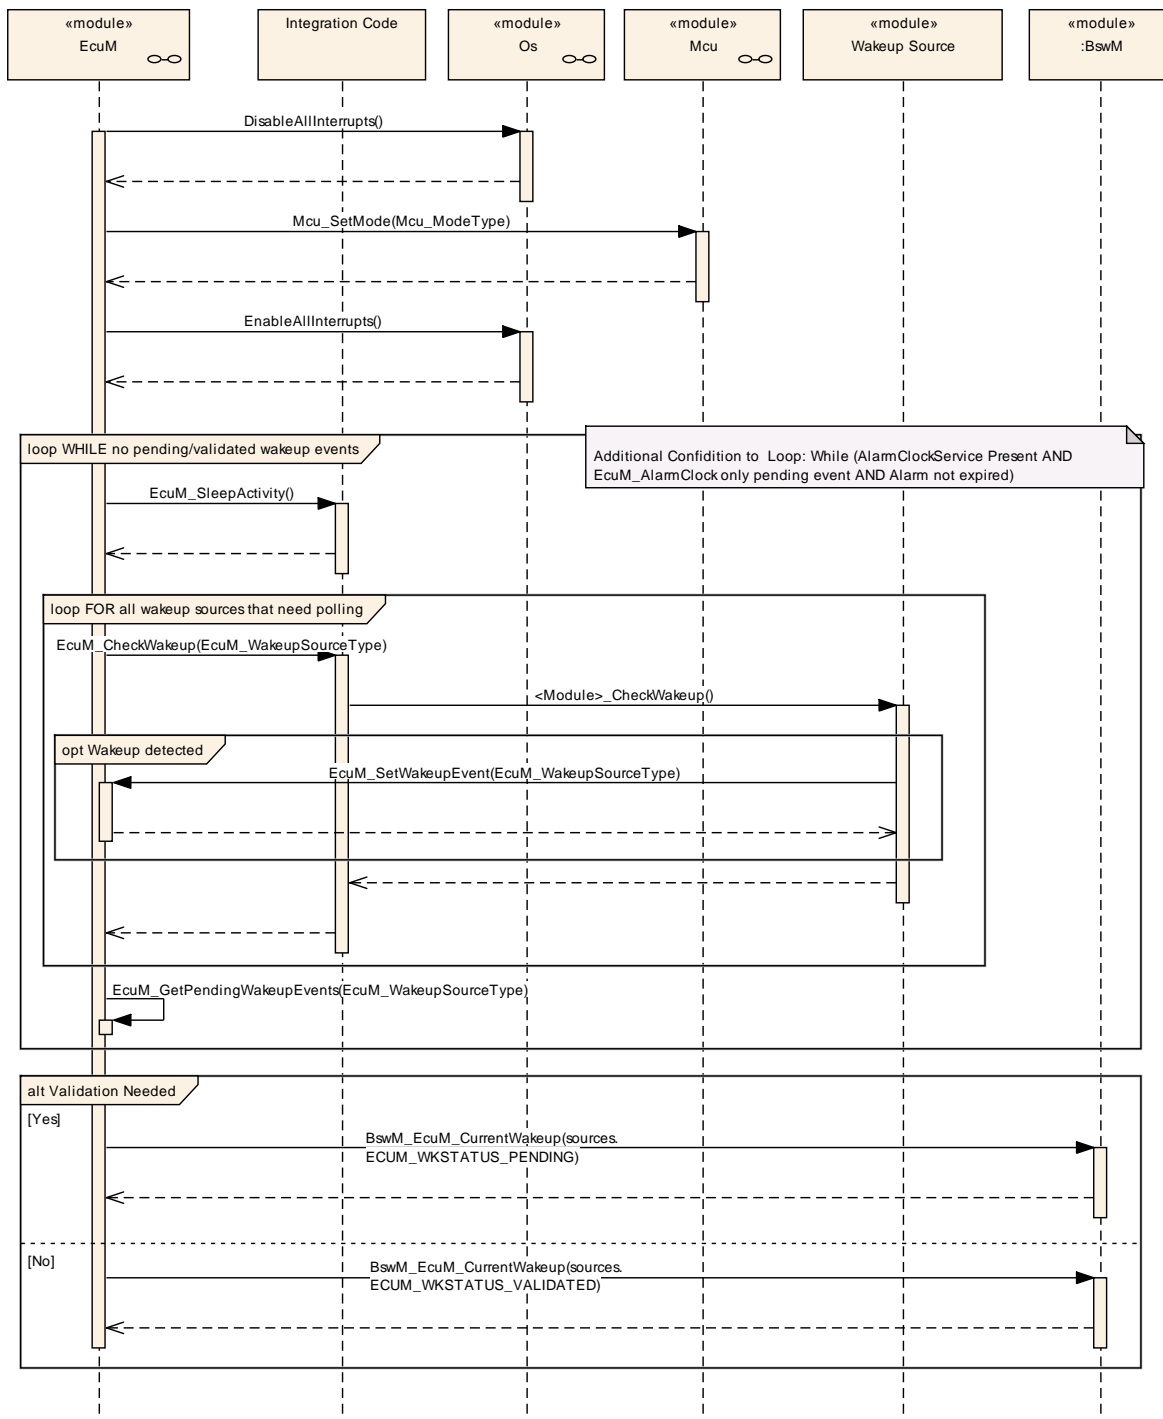 «module»
EcuM
Integration Code
«module»
Os
«module»
Mcu
«module»
Wakeup Source
«module»
:BswM
DisableAllInterrupts()
Mcu_SetMode(Mcu_ModeType)
EnableAllInterrupts()
loop WHILE no pending/validated wakeup events
Additional Confidition to Loop: While (AlarmClockService Present AND
EcuM_AlarmClock only pending event AND Alarm not expired)
EcuM_SleepActivity()
loop FOR all wakeup sources that need polling
EcuM_CheckWakeup(EcuM_WakeupSourceType)
<Module>_CheckWakeup()
opt Wakeup detected
EcuM_SetWakeupEvent(EcuM_WakeupSourceType)
EcuM_GetPendingWakeupEvents(EcuM_WakeupSourceType)
alt Validation Needed
[Yes]
BswM_EcuM_CurrentWakeup(sources.
ECUM_WKSTATUS_PENDING)
[No]
BswM_EcuM_CurrentWakeup(sources.
ECUM_WKSTATUS_VALIDATED)